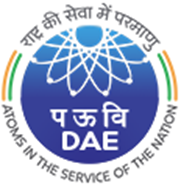 राष्ट्र की सेवा में परमाणु
प ऊ वि
DAE
ATOMS IN THE SERVICE OF THE NATION